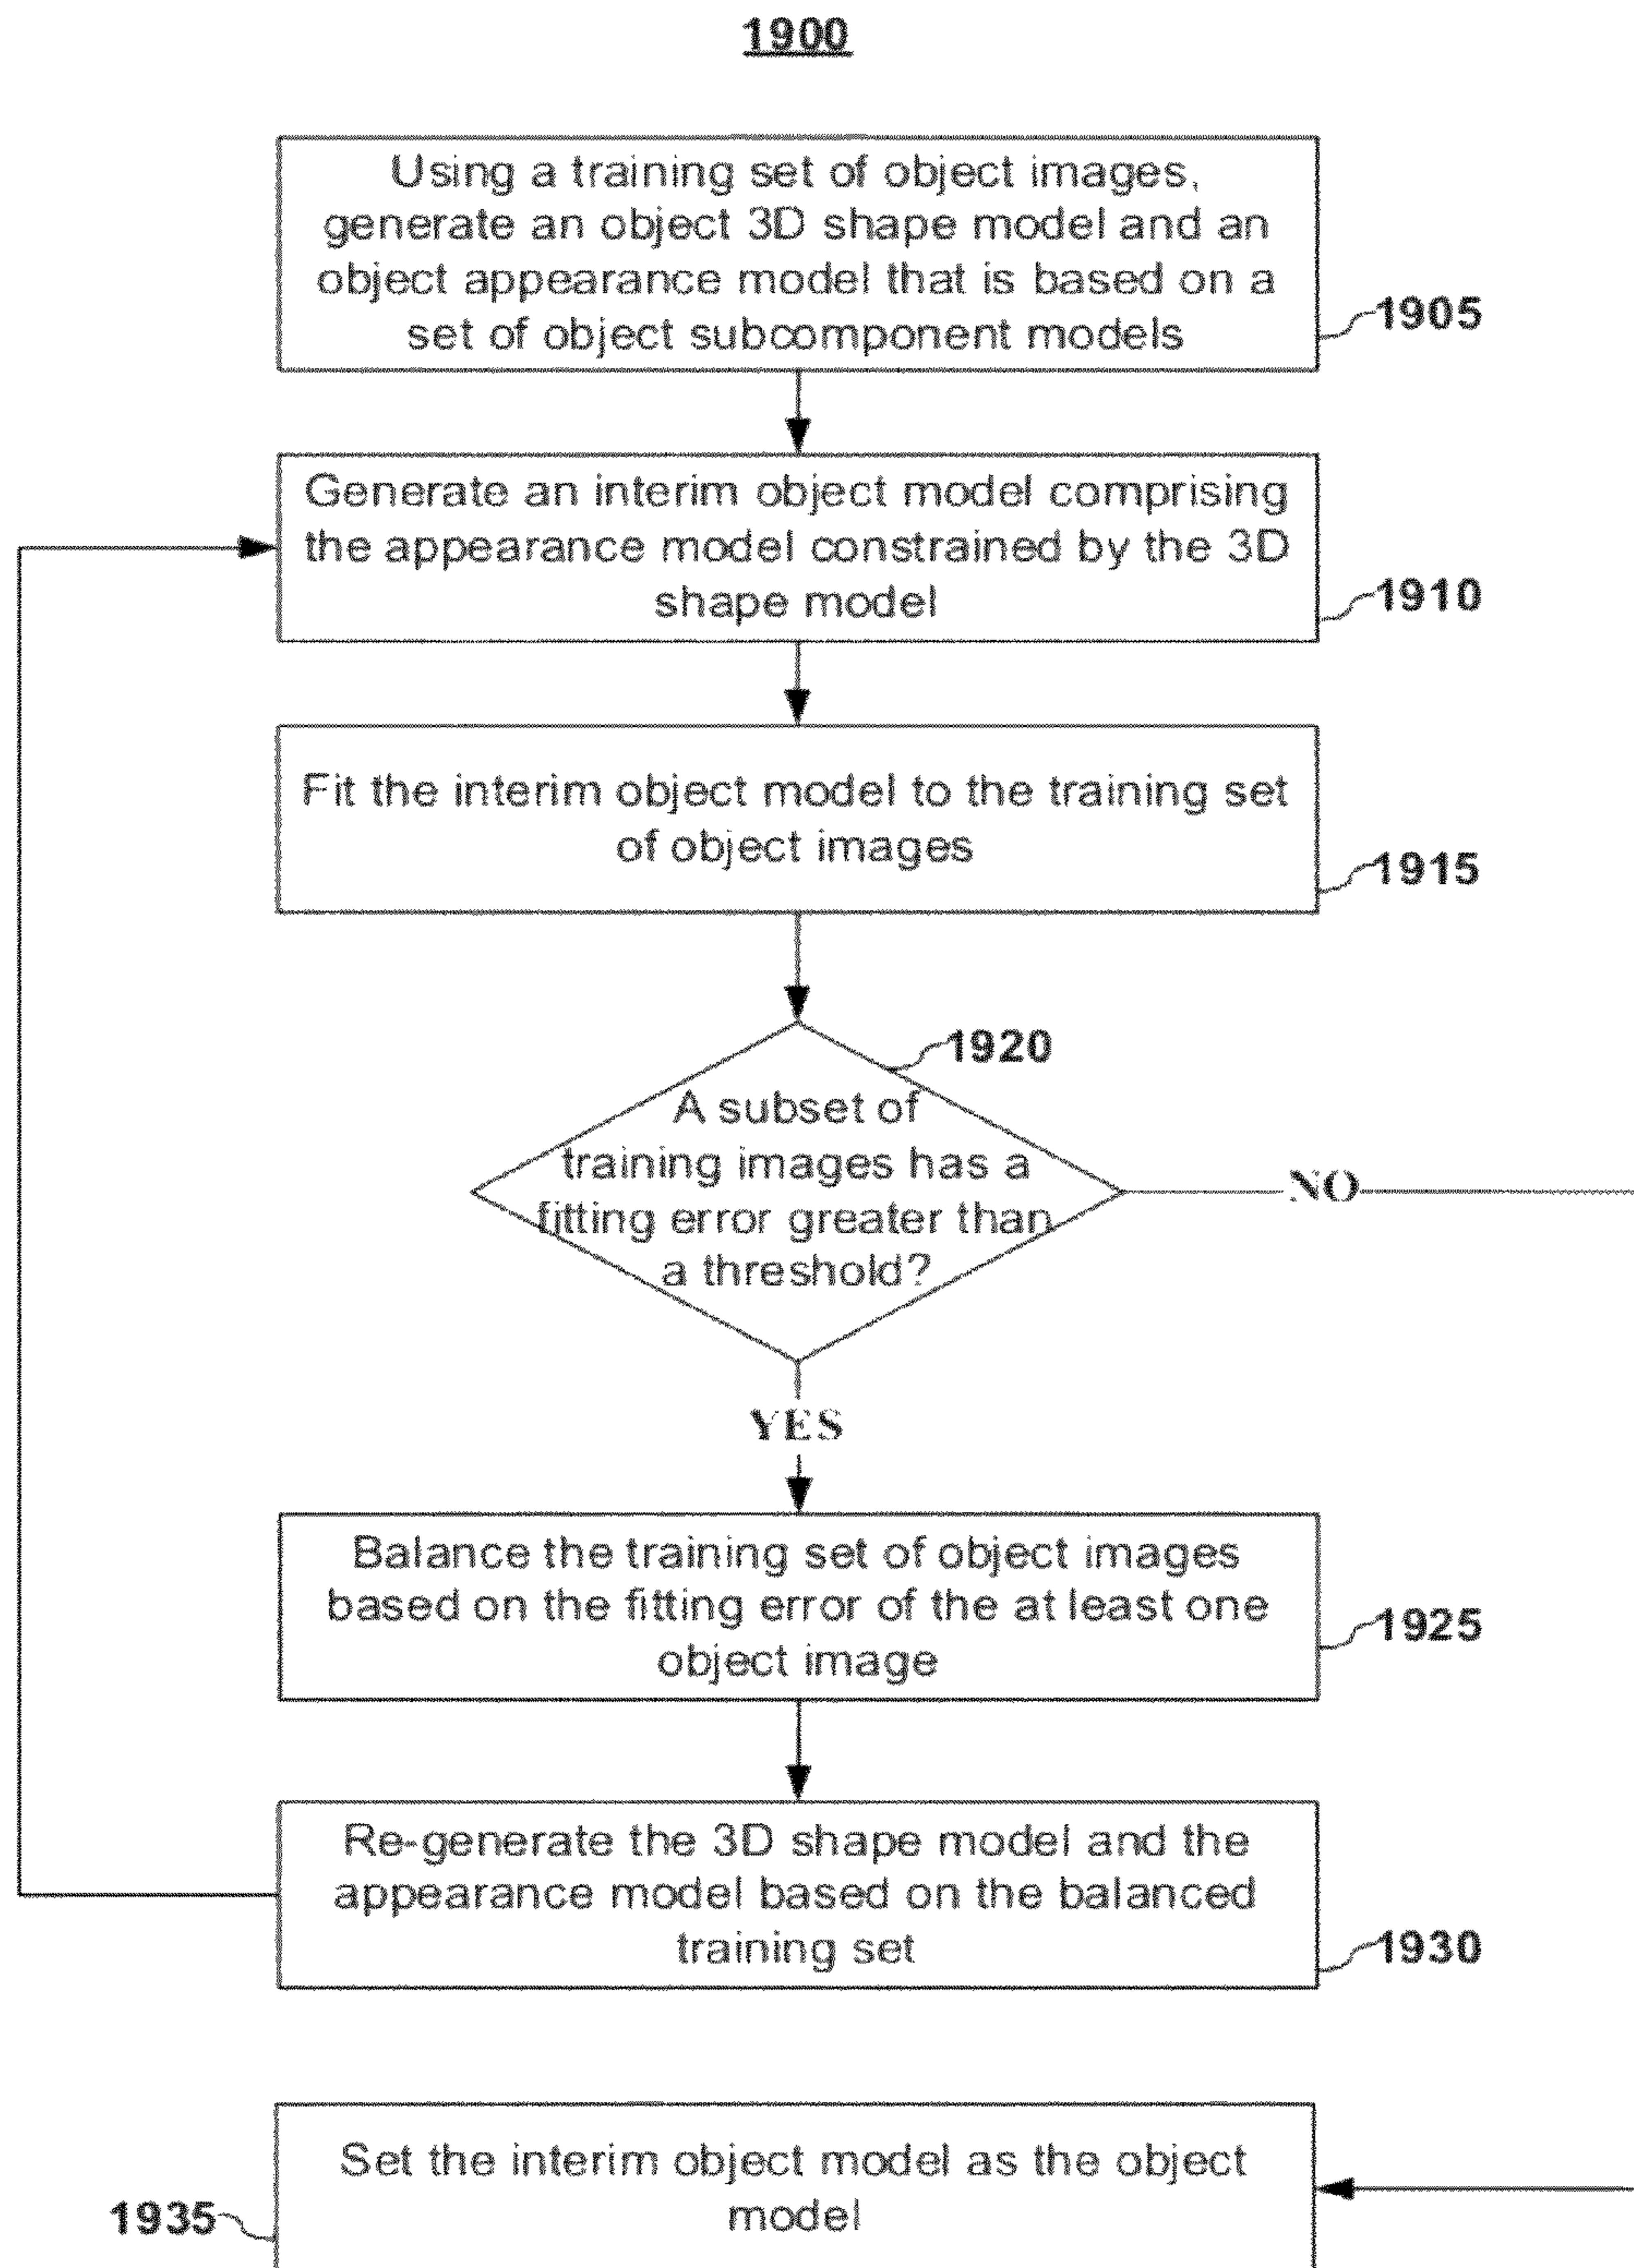 1900
Using a training set of object images,
generate an object 3D shape model and an
object appearance model that is based on a
set of object subcomponent models
1905
Generate an interim object model comprising
the appearance model constrained by the 3D
shape model
1910
Fit the interim object model to the training set
of object images
1915
1920
A subset of
training images has a
fitting error greater than
a threshold?
NO
YES
Balance the training set of object images
based on the fitting error of the at least one
object image
1925
Re-generate the 3D shape model and the
appearance model based on the balanced
training set
1930
Set the interim object model as the object
model
1935